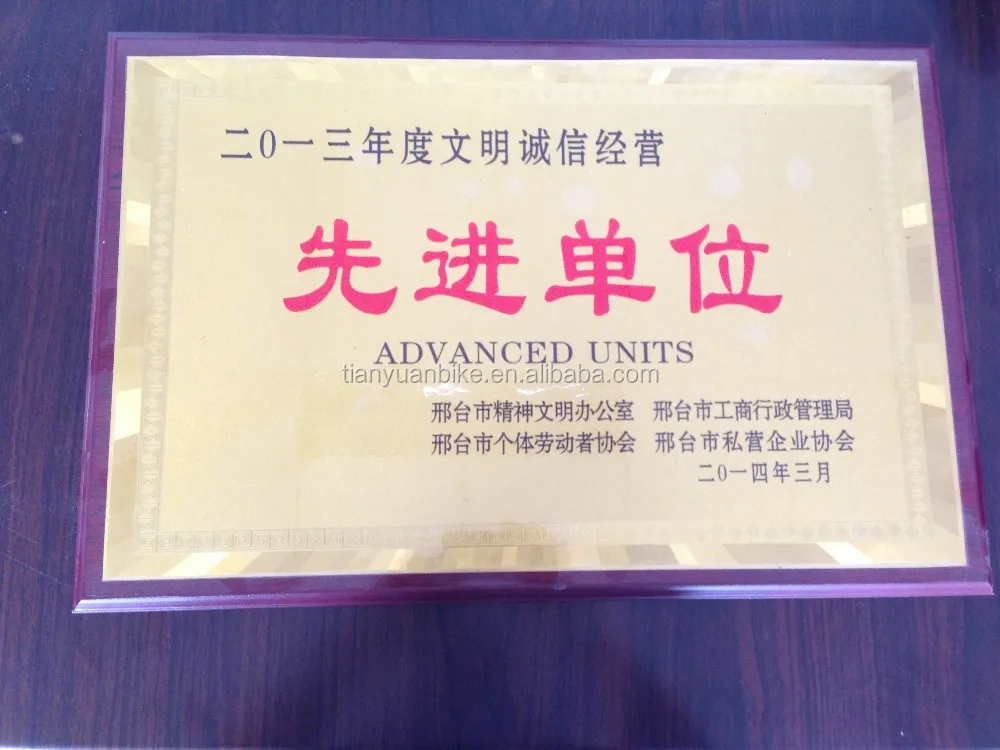 二0一三年度文明诚信经营
先进单位
ADVANCED UNITS
tianyuanbike.en.alibaba.com
邢台市精神文明办公室 邢台市工商行政管理局
邢台市个体劳动者协会 邢台市私营企业协会
二0一四年三月